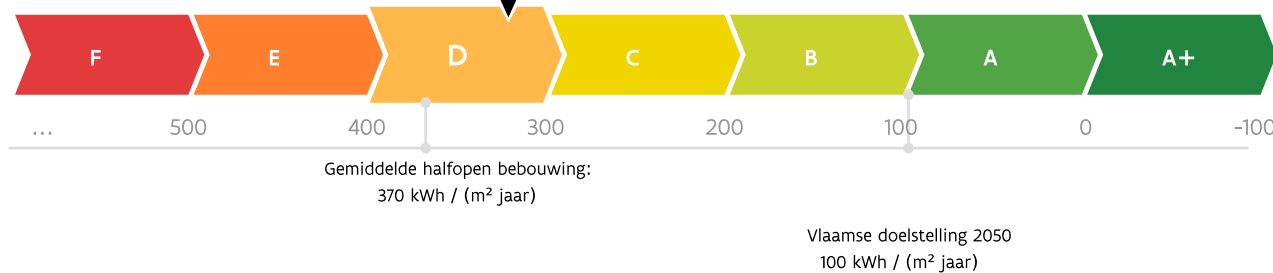 F E D C B A A+
... 500 400 300 200 100 0 -100
Gemiddelde halfopen bebouwing:
370 kWh / (m² jaar)
Vlaamse doelstelling 2050
100 kWh / (m² jaar)